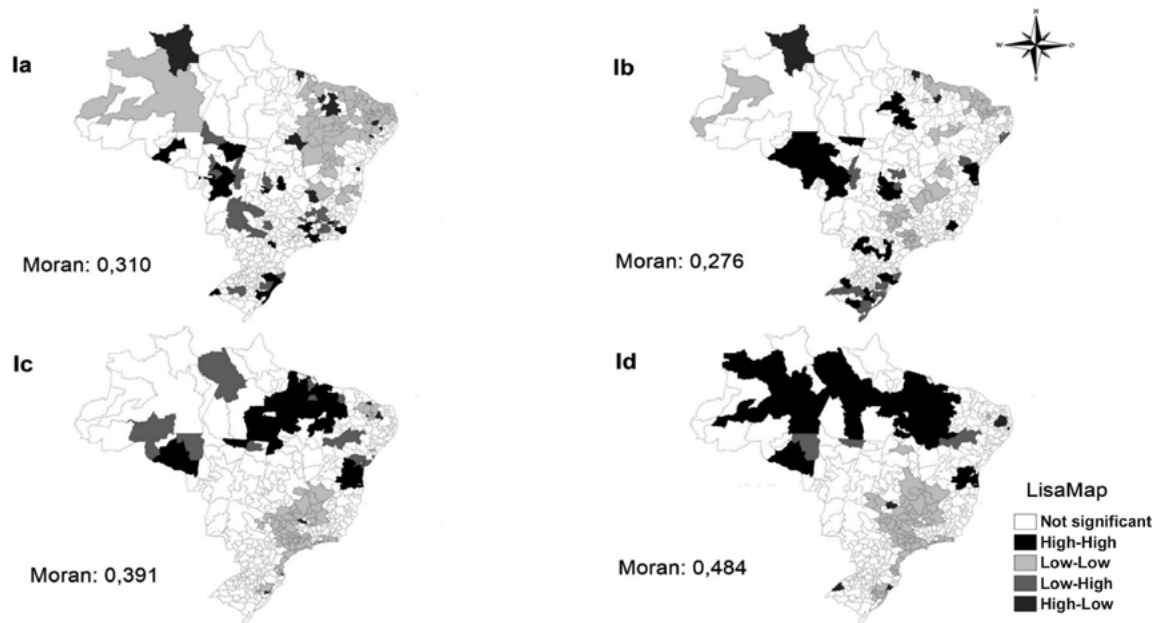 Ia
Moran: 0,310
Ib
Moran: 0,276
N
W
O
S
Ic
Moran: 0,391
Id
Moran: 0,484
LisaMap
Not significant
High-High
Low-Low
Low-High
High-Low